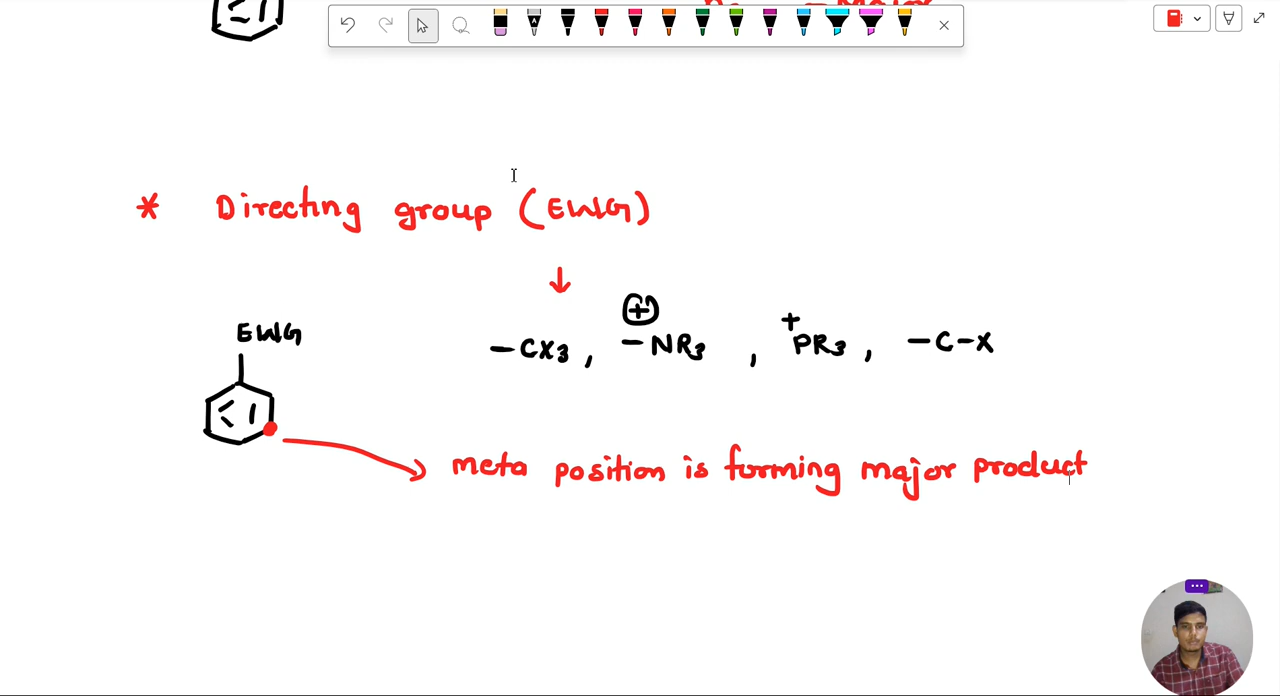 * Directing group (EWG)
↓
EWG
-CX3, -NR3, PR3, -C-X
⊕ +
meta position is forming major product